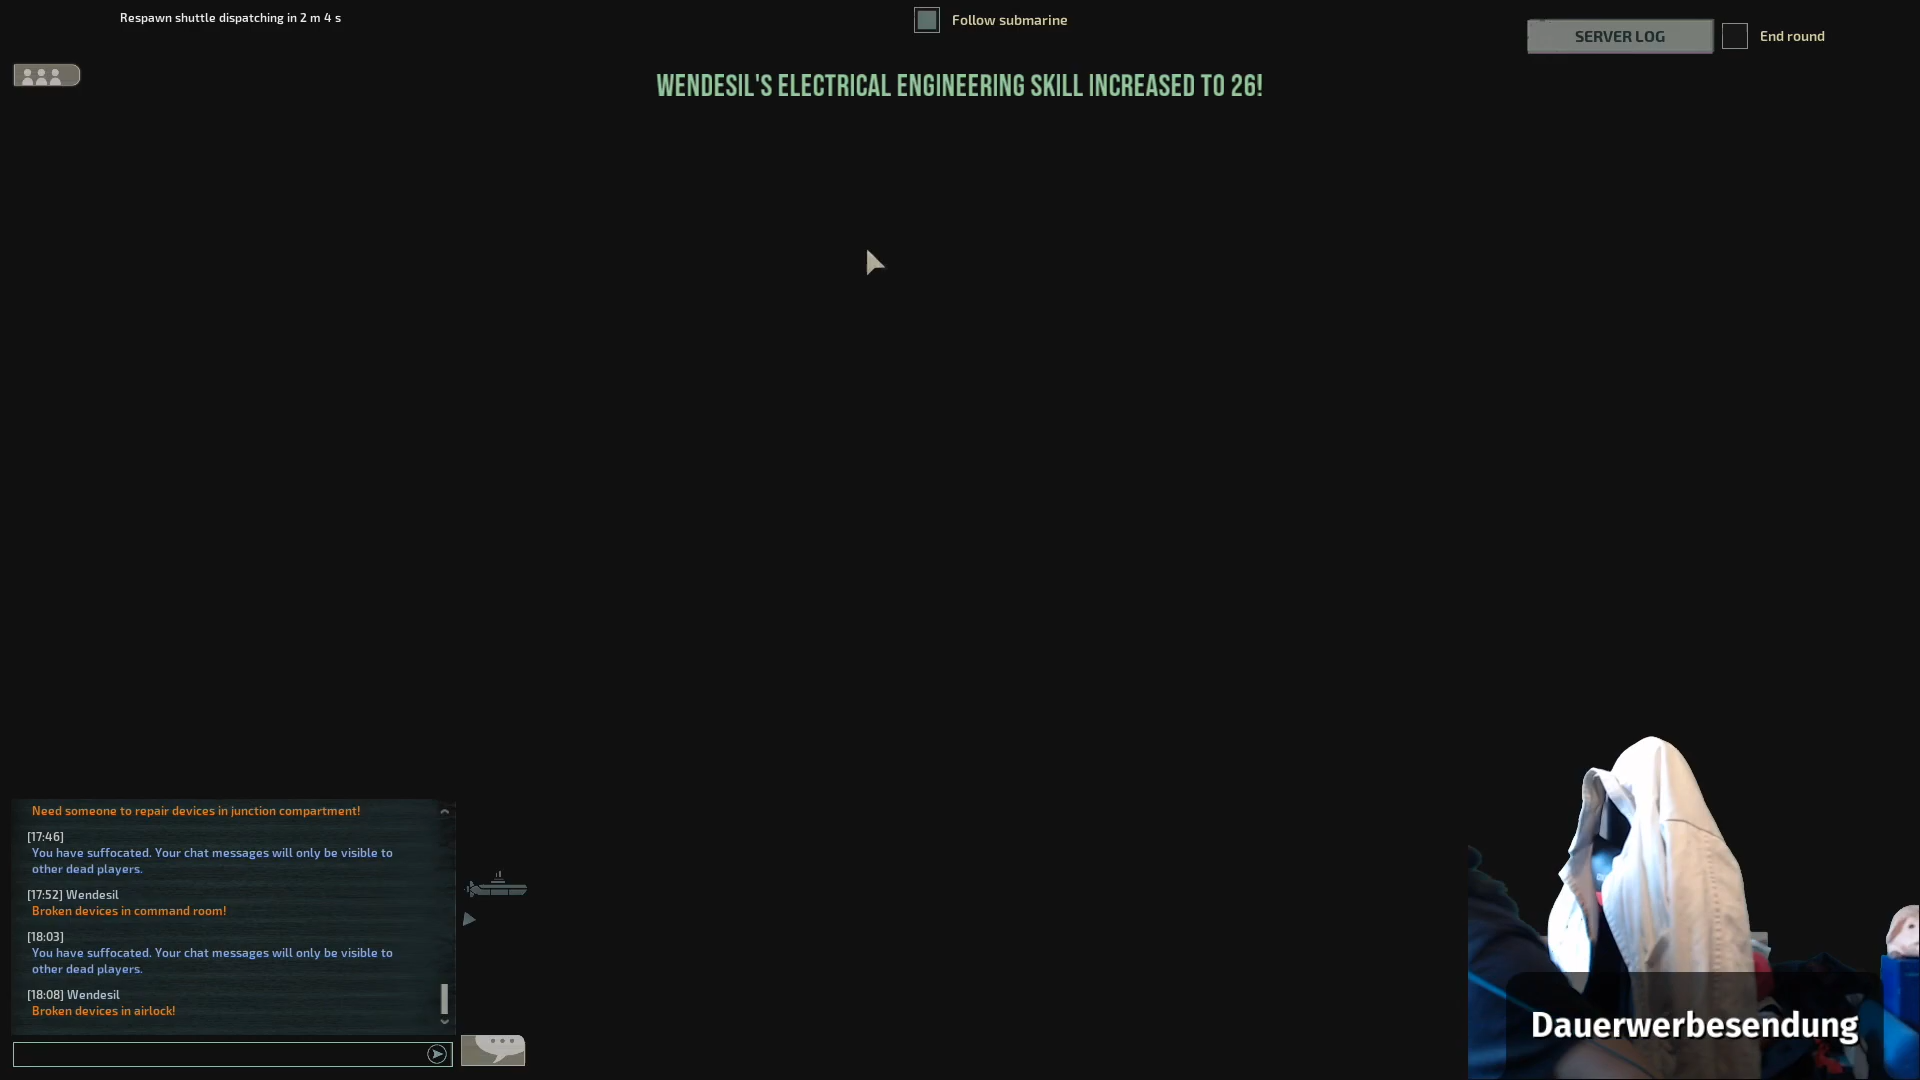 Respawn shuttle dispatching in 2 m 4 s
Follow submarine
SERVER LOG
End round
WENDESIL'S ELECTRICAL ENGINEERING SKILL INCREASED TO 26!
Need someone to repair devices in junction compartment!
[17:46]
You have suffocated. Your chat messages will only be visible to
other dead players.
[17:52] Wendesil
Broken devices in command room!
[18:03]
You have suffocated. Your chat messages will only be visible to
other dead players.
[18:08] Wendesil
Broken devices in airlock!
Dauerwerbesendung